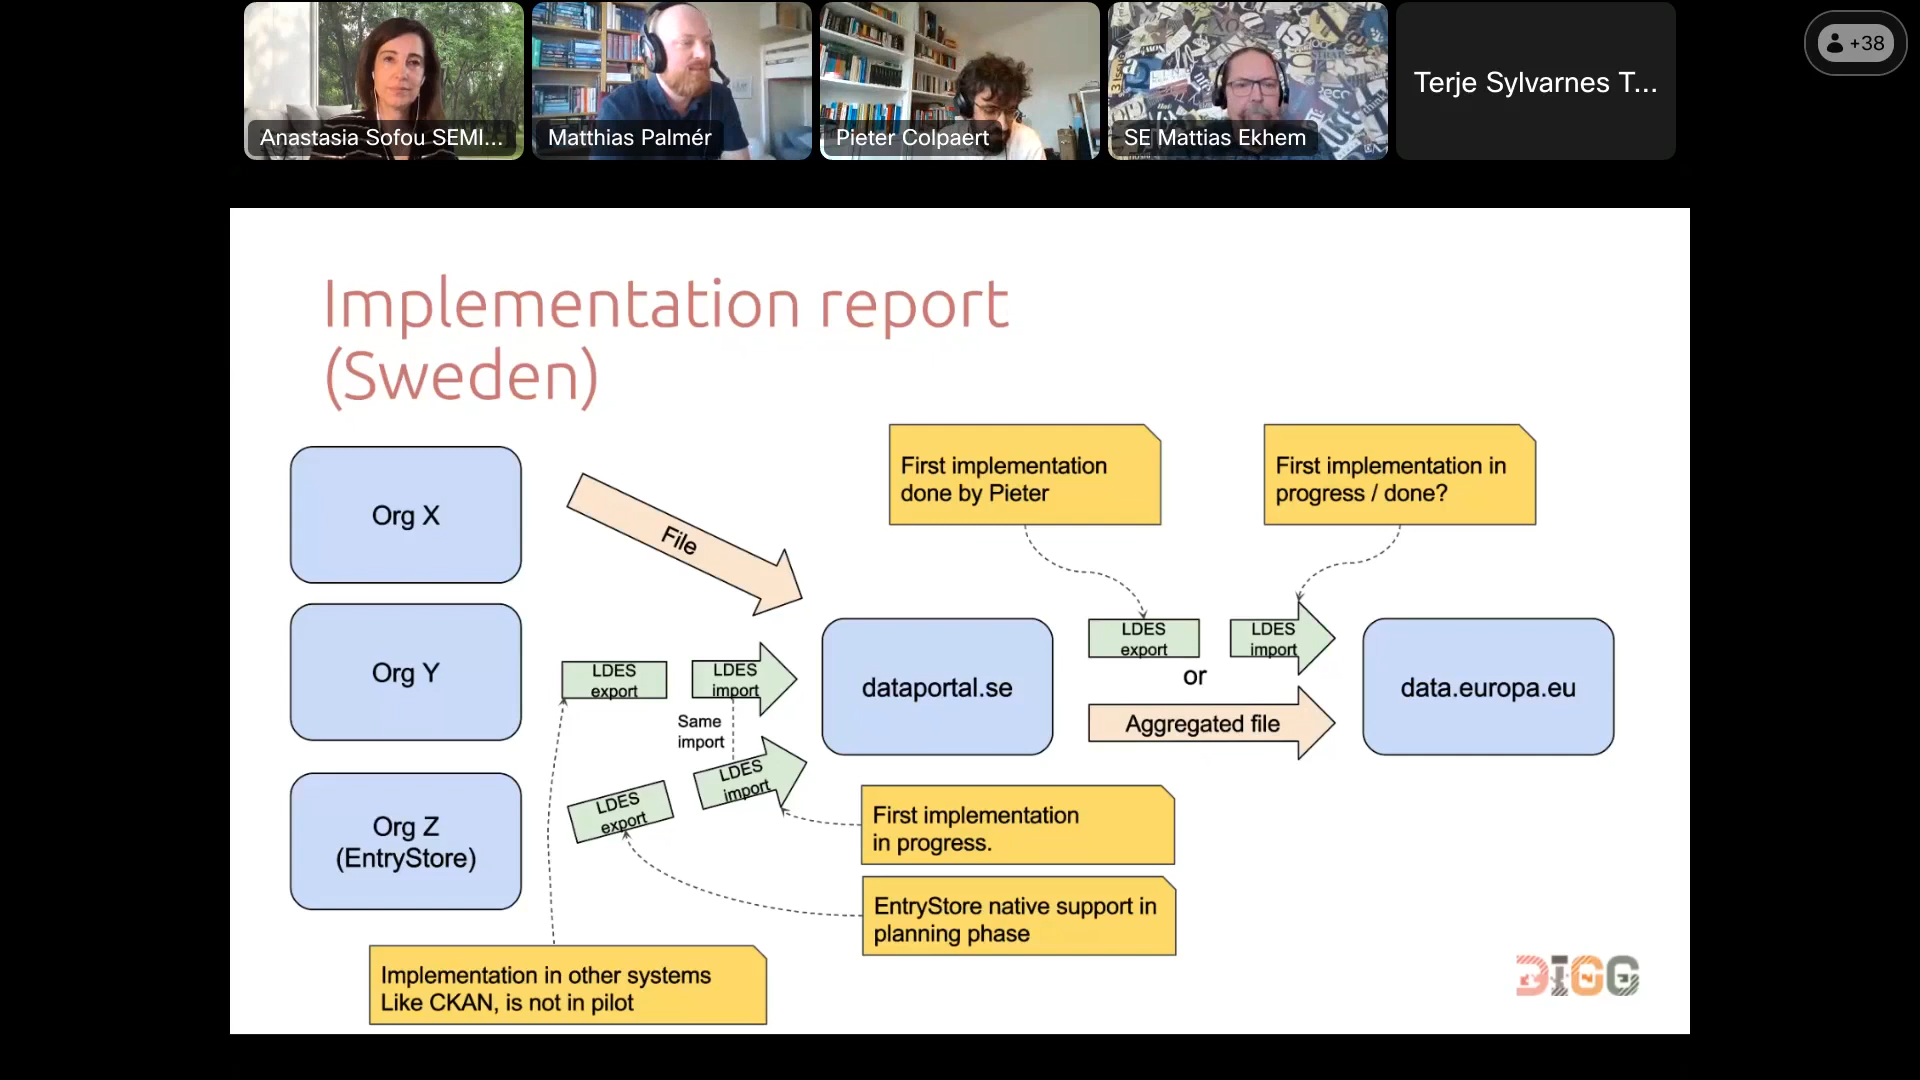 Anastasia Sofou SEMI...
Matthias Palmér
Pieter Colpaert
SE Mattias Ekhem
Terje Sylvarnes T...
+38
Implementation report
(Sweden)
Org X
File
First implementation
done by Pieter
First implementation in
progress / done?
Org Y
LDES
export
LDES
import
Same
import
dataportal.se
LDES
export
LDES
import
or
Aggregated file
data.europa.eu
Org Z
(EntryStore)
LDES
export
LDES
import
First implementation
in progress.
EntryStore native support in
planning phase
Implementation in other systems
Like CKAN, is not in pilot
DIGG